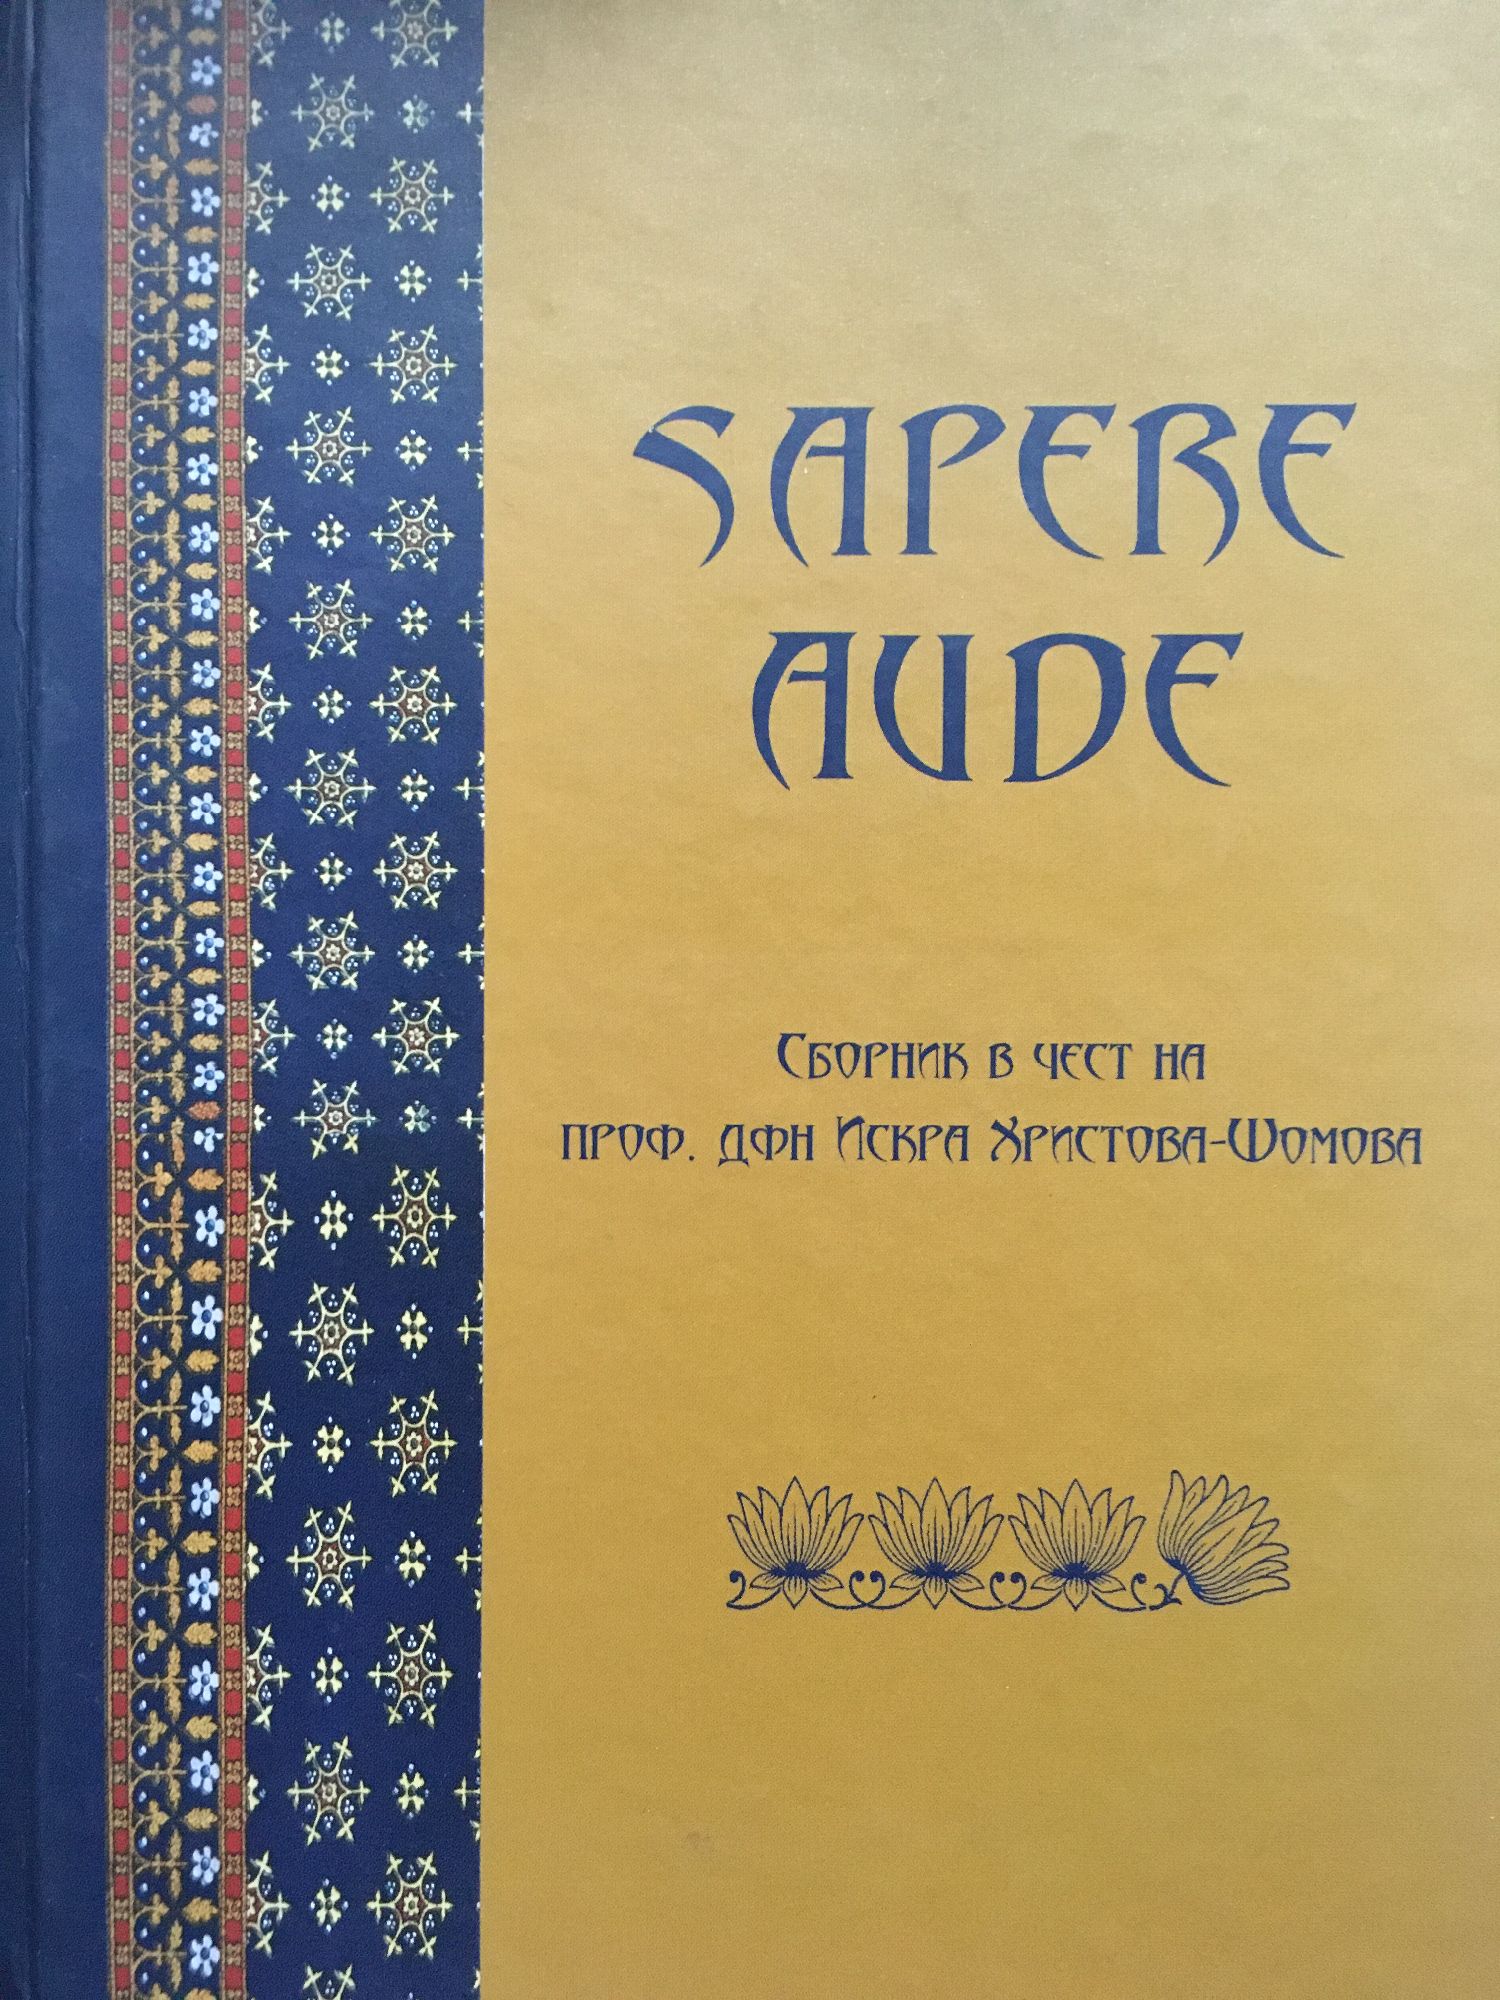 SAPERE
AUDE
Сборник в чест на
проф. дфн Искра Христова-Шомова